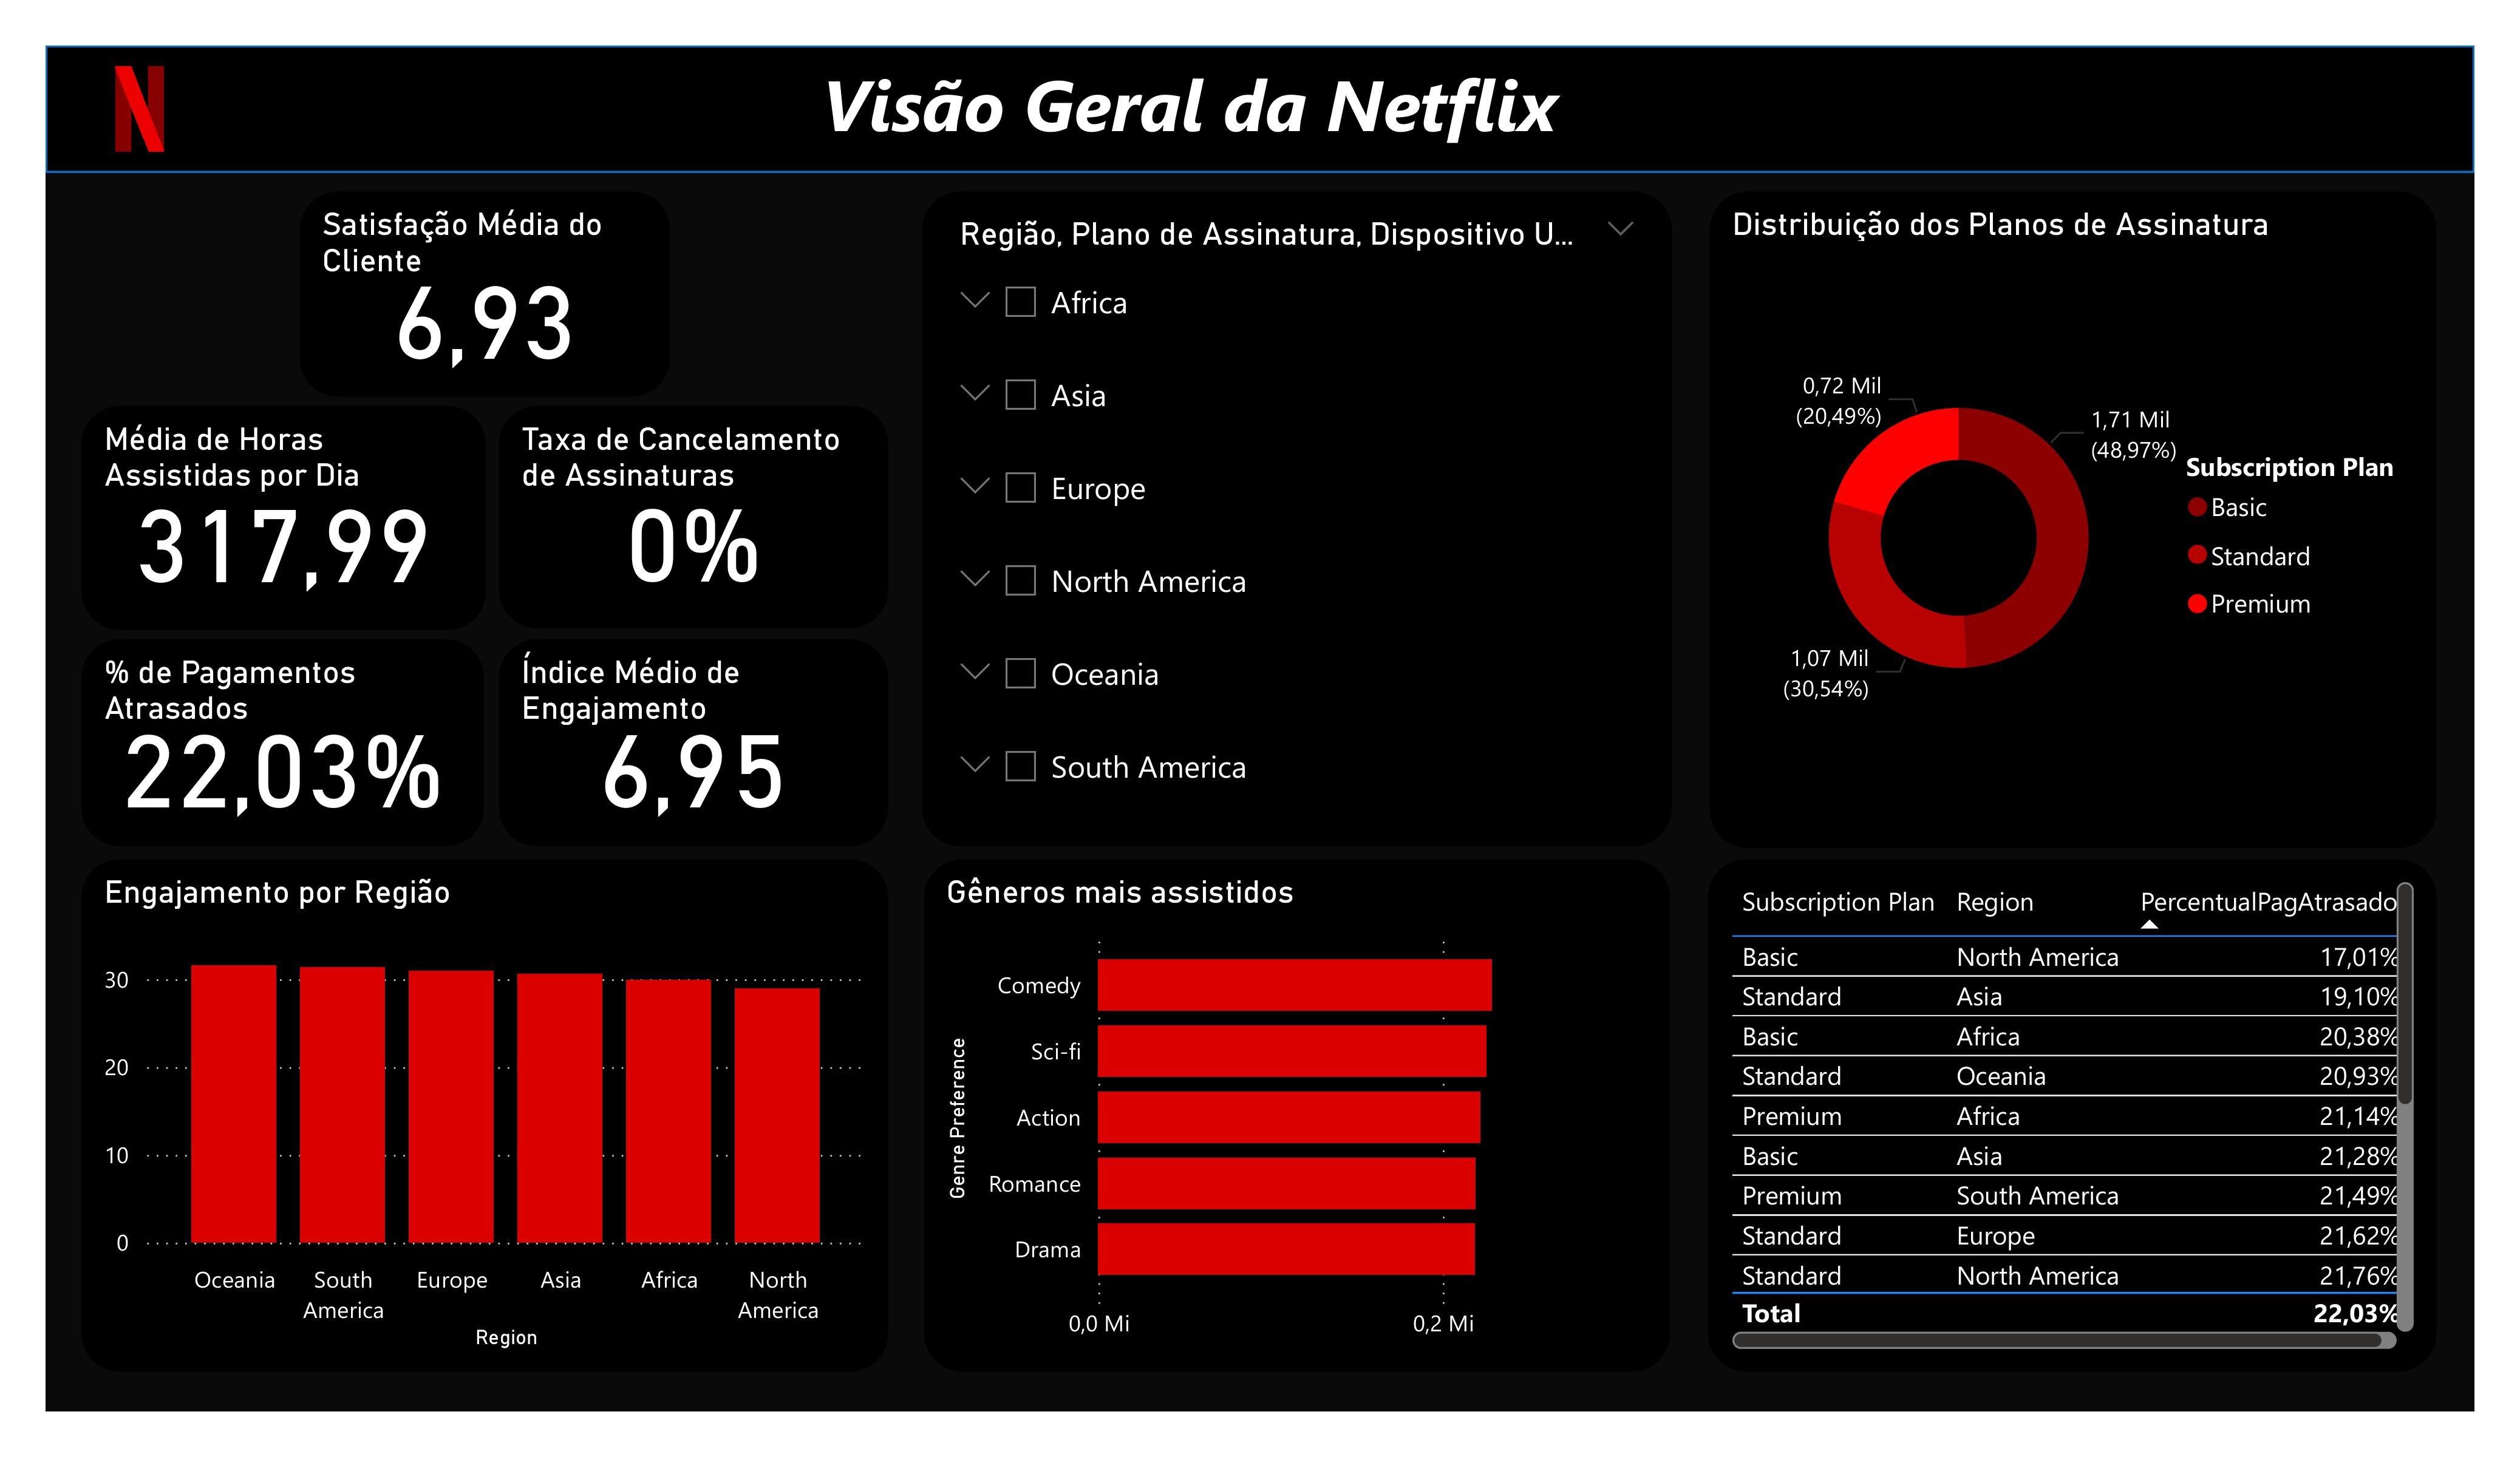 Visão Geral da Netflix
Satisfação Média do
Cliente
6,93
Média de Horas
Assistidas por Dia
317,99
Taxa de Cancelamento
de Assinaturas
0%
% de Pagamentos
Atrasados
22,03%
Índice Médio de
Engajamento
6,95
Região, Plano de Assinatura, Dispositivo U...
Africa
Asia
Europe
North America
Oceania
South America
Distribuição dos Planos de Assinatura
0,72 Mil
(20,49%)
1,71 Mil
(48,97%)
1,07 Mil
(30,54%)
Subscription Plan
Basic
Standard
Premium
Engajamento por Região
30
20
10
0
Oceania
South
America
Europe
Asia
Africa
North
America
Region
Gêneros mais assistidos
Genre Preference
Comedy
Sci-fi
Action
Romance
Drama
0,0 Mi
0,2 Mi
Subscription Plan Region PercentualPagAtrasado
Basic North America 17,01%
Standard Asia 19,10%
Basic Africa 20,38%
Standard Oceania 20,93%
Premium Africa 21,14%
Basic Asia 21,28%
Premium South America 21,49%
Standard Europe 21,62%
Standard North America 21,76%
Total 22,03%